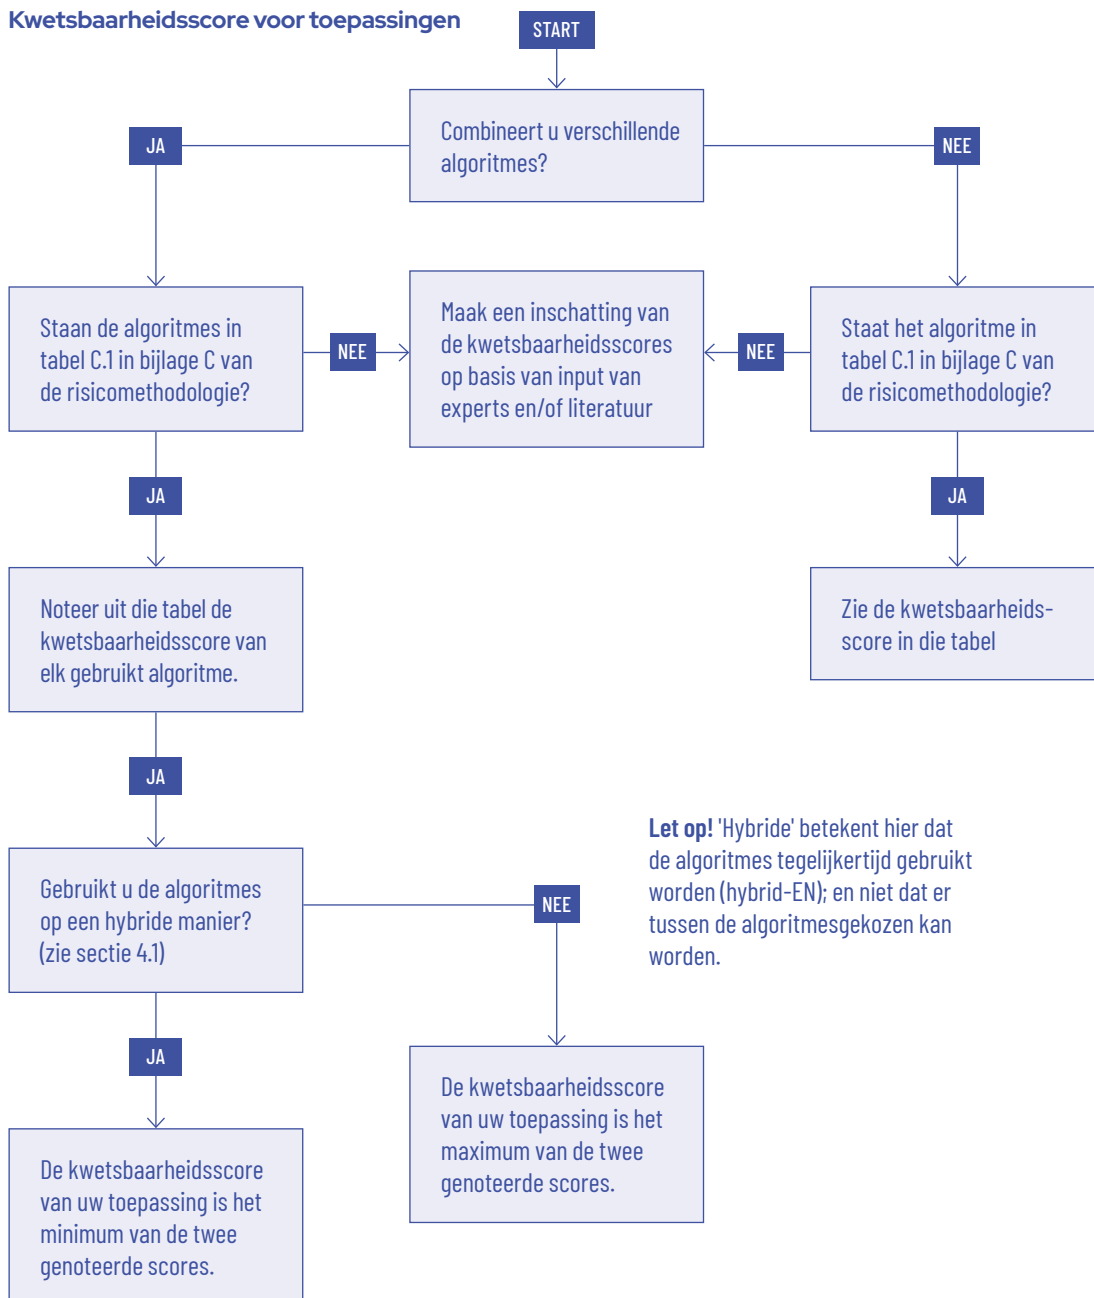 Kwetsbaarheidsscore voor toepassingen
START
Combineert u verschillende
algoritmes?
JA
NEE
Staan de algoritmes in
tabel C.1 in bijlage C van
de risicomethodologie?
NEE
Maak een inschatting van
de kwetsbaarheidsscores
op basis van input van
experts en/of literatuur
NEE
Staat het algoritme in
tabel C.1 in bijlage C van
de risicomethodologie?
JA
JA
Noteer uit die tabel de
kwetsbaarheidsscore van
elk gebruikt algoritme.
Zie de kwetsbaarheids-
score in die tabel
JA
Gebruikt u de algoritmes
op een hybride manier?
(zie sectie 4.1)
NEE
Let op! 'Hybride' betekent hier dat
de algoritmes tegelijkertijd gebruikt
worden (hybrid-EN); en niet dat er
tussen de algoritmesgekozen kan
worden.
JA
De kwetsbaarheidsscore
van uw toepassing is het
maximum van de twee
genoteerde scores.
De kwetsbaarheidsscore
van uw toepassing is het
minimum van de twee
genoteerde scores.